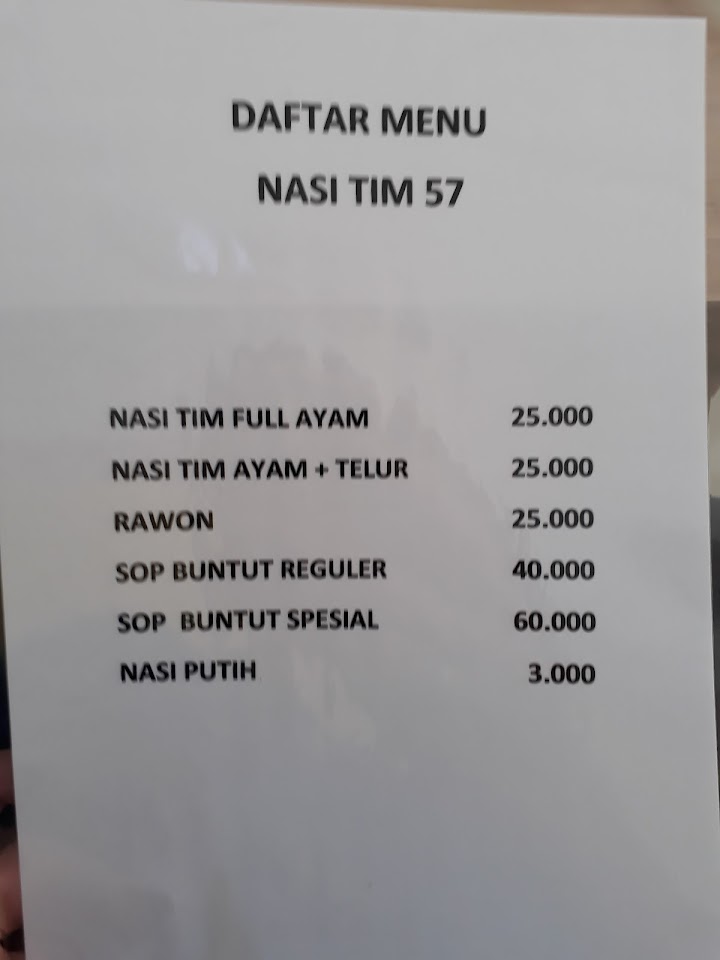 DAFTAR MENU
NASI TIM 57
NASI TIM FULL AYAM 25.000
NASI TIM AYAM + TELUR 25.000
RAWON 25.000
SOP BUNTUT REGULER 40.000
SOP BUNTUT SPESIAL 60.000
NASI PUTIH 3.000